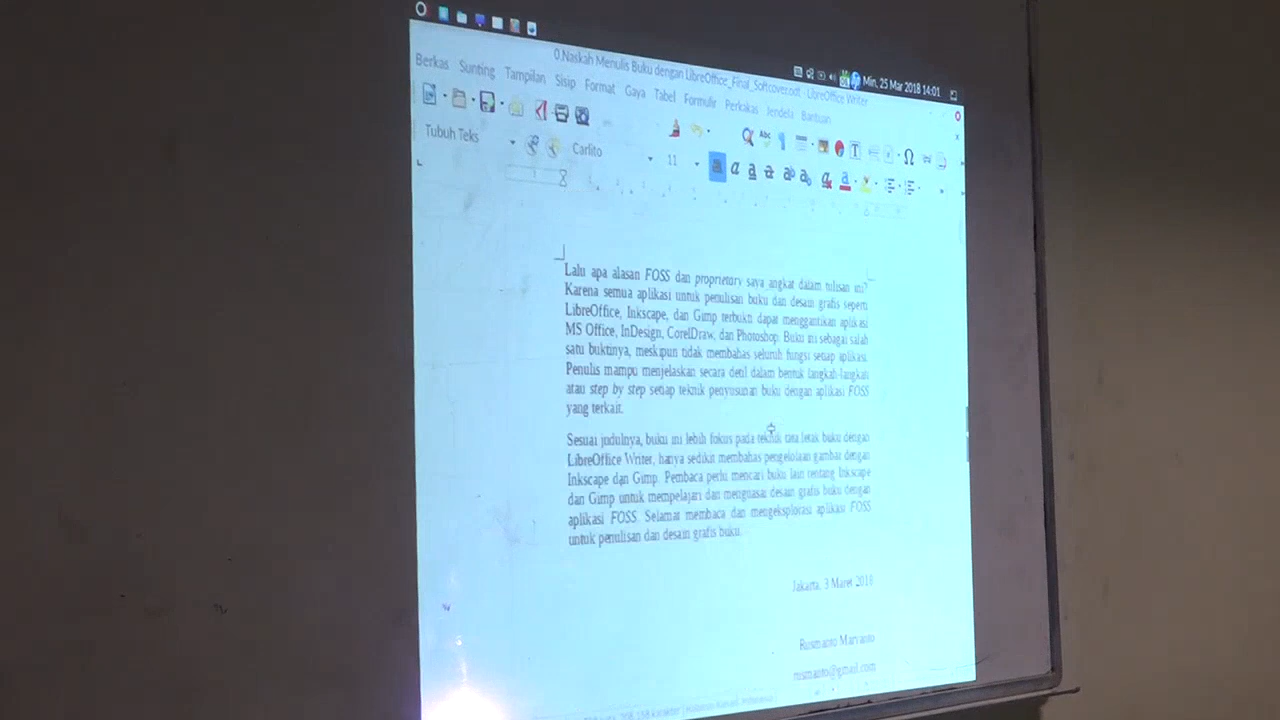 0.Naskah Menulis Buku dengan LibreOffice_Final_Softcover.odt - LibreOffice Writer
Min, 25 Mar 2018 14:01
Berkas Sunting Tampilan Sisip Format Gaya Tabel Formulir Perkakas Jendela Bantuan
Tubuh Teks Carlito 11
Lalu apa alasan FOSS dan proprietary saya angkat dalam tulisan ini?
Karena semua aplikasi untuk penulisan buku dan desain grafis seperti
LibreOffice, Inkscape, dan Gimp terbukti dapat menggantikan aplikasi
MS Office, InDesign, CorelDraw, dan Photoshop. Buku ini sebagai salah
satu buktinya, meskipun tidak membahas seluruh fungsi setiap aplikasi.
Penulis mampu menjelaskan secara detil dalam bentuk langkah-langkah
atau step by step setiap teknik penyusunan buku dengan aplikasi FOSS
yang terkait.
Sesuai judulnya, buku ini lebih fokus pada teknik tata letak buku dengan
LibreOffice Writer, hanya sedikit membahas pengelolaan gambar dengan
Inkscape dan Gimp. Pembaca perlu mencari buku lain tentang Inkscape
dan Gimp untuk mempelajari dan menguasai desain grafis buku dengan
aplikasi FOSS. Selamat membaca dan mengeksplorasi aplikasi FOSS
untuk penulisan dan desain grafis buku.
Jakarta, 3 Maret 2018
Rusmanto Maryanto
rusmanto@gmail.com